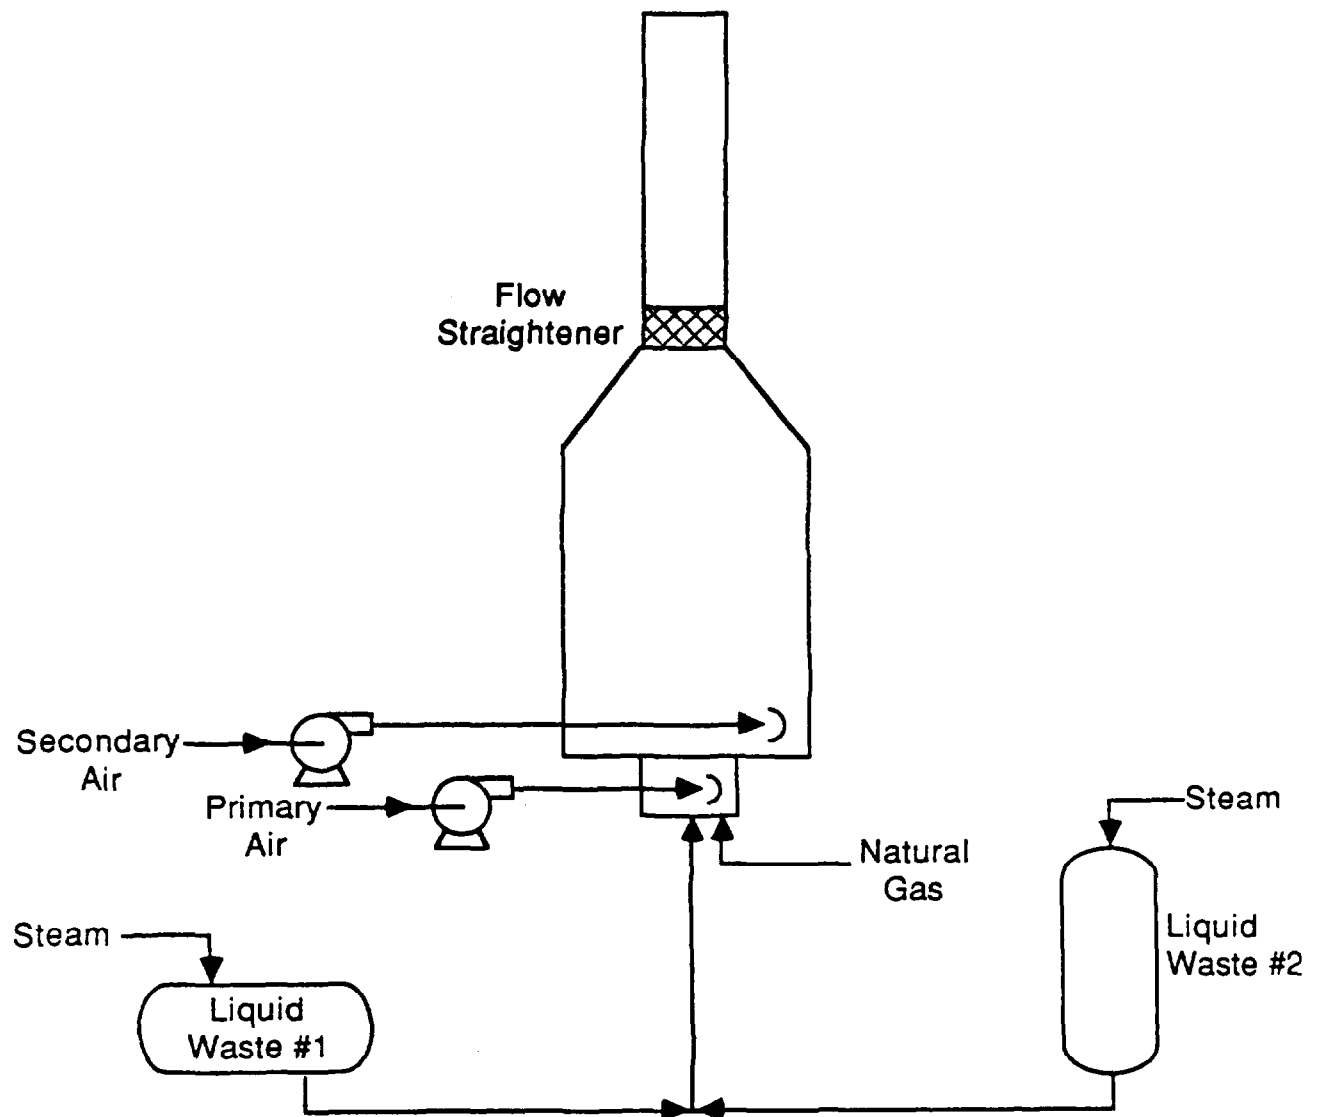 Flow
Straightener
Secondary
Air
Primary
Air
Steam
Natural
Gas
Steam
Liquid
Waste #2
Liquid
Waste #1